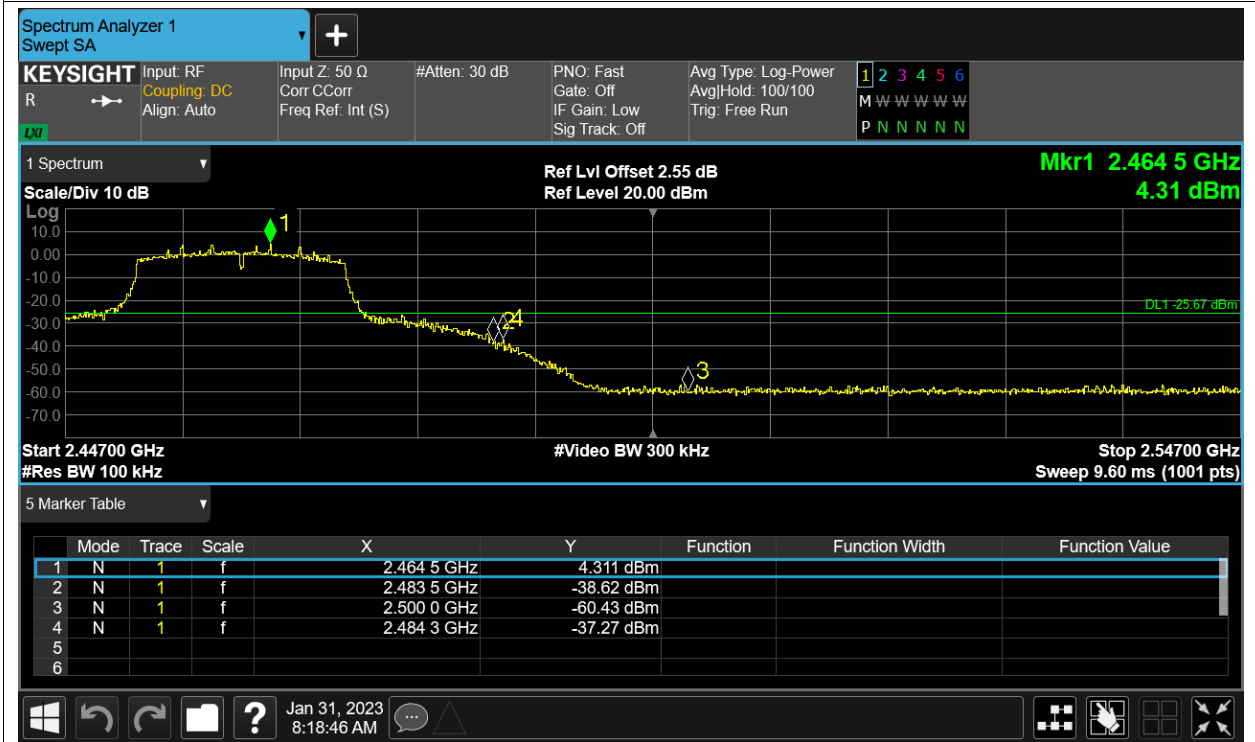 Spectrum Analyzer 1
Swept SA
KEYSIGHT
R
LXI
Input: RF
Coupling: DC
Align: Auto
Input Z: 50 Ω
Corr CCorr
Freq Ref: Int (S)
#Atten: 30 dB
PNO: Fast
Gate: Off
IF Gain: Low
Sig Track: Off
Avg Type: Log-Power
Avg|Hold: 100/100
Trig: Free Run
1 2 3 4 5 6
M W W W W W
P N N N N N
1 Spectrum
Scale/Div 10 dB
Ref Lvl Offset 2.55 dB
Ref Level 20.00 dBm
Mkr1 2.464 5 GHz
4.31 dBm
Log
10.0
0.00
-10.0
-20.0
-30.0
-40.0
-50.0
-60.0
-70.0
1
24
3
DL1 -25.67 dBm
Start 2.44700 GHz
#Res BW 100 kHz
#Video BW 300 kHz
Stop 2.54700 GHz
Sweep 9.60 ms (1001 pts)
5 Marker Table
Mode Trace Scale X Y Function Function Width Function Value
1 N 1 f 2.464 5 GHz 4.311 dBm
2 N 1 f 2.483 5 GHz -38.62 dBm
3 N 1 f 2.500 0 GHz -60.43 dBm
4 N 1 f 2.484 3 GHz -37.27 dBm
5
6
?
Jan 31, 2023
8:18:46 AM